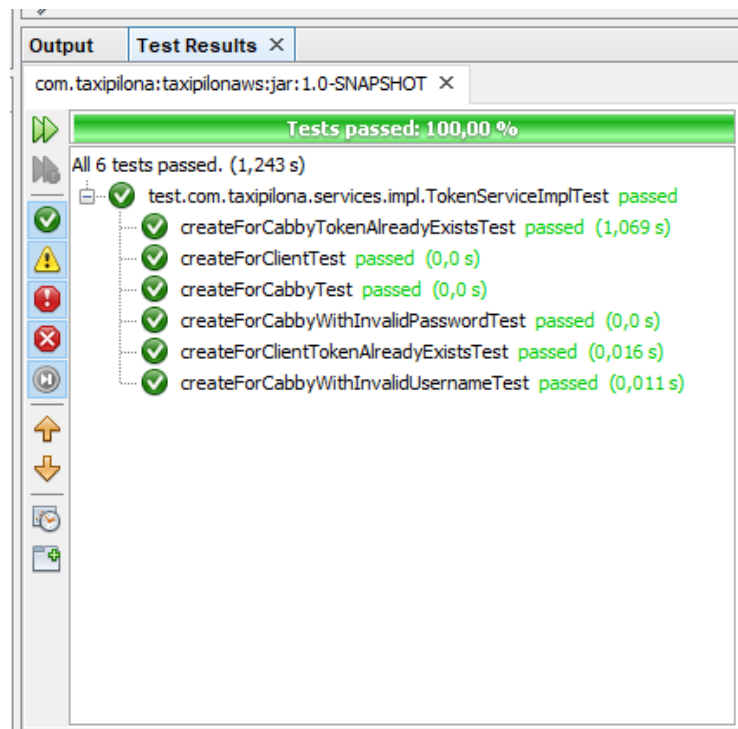 Output
Test Results
com.taxipilona:taxipilonaws:jar:1.0-SNAPSHOT
Tests passed: 100,00 %
All 6 tests passed. (1,243 s)
test.com.taxipilona.services.impl.TokenServiceImplTest passed
createForCabbyTokenAlreadyExistsTest passed (1,069 s)
createForClientTest passed (0,0 s)
createForCabbyTest passed (0,0 s)
createForCabbyWithInvalidPasswordTest passed (0,0 s)
createForClientTokenAlreadyExistsTest passed (0,016 s)
createForCabbyWithInvalidUsernameTest passed (0,011 s)